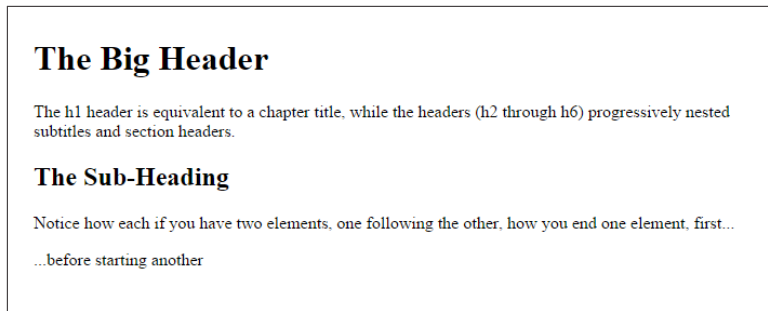 The Big Header
The h1 header is equivalent to a chapter title, while the headers (h2 through h6) progressively nested
subtitles and section headers.
The Sub-Heading
Notice how each if you have two elements, one following the other, how you end one element, first...
...before starting another